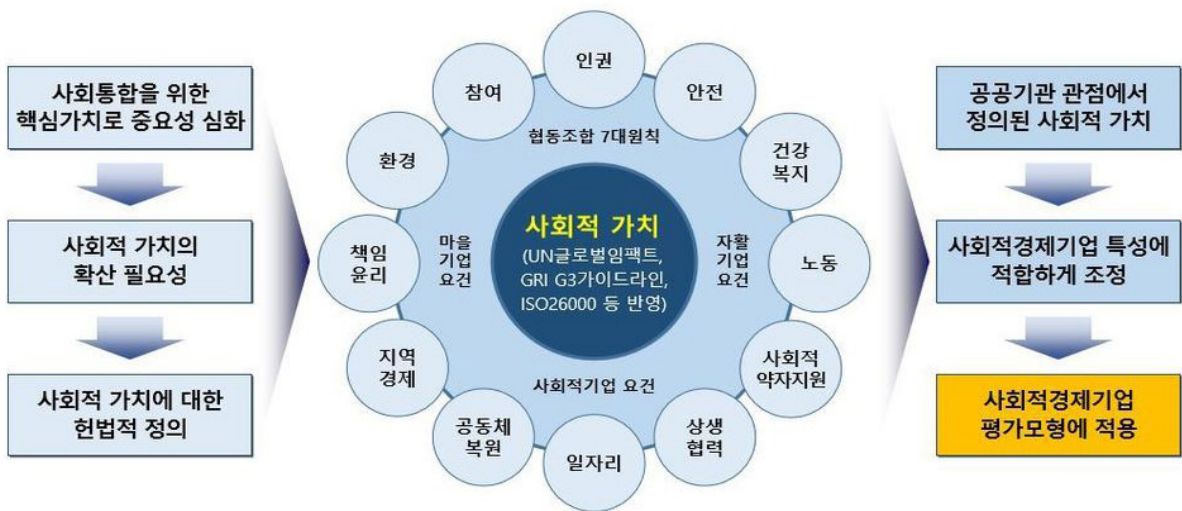 사회통합을 위한
핵심가치로 중요성 심화
사회적 가치의
확산 필요성
사회적 가치에 대한
헌법적 정의
인권
안전
건강
복지
노동
사회적
약자지원
상생
협력
일자리
공동체
복원
지역
경제
책임
윤리
환경
참여
협동조합 7대원칙
자활
기업
요건
사회적기업 요건
마을
기업
요건
사회적 가치
(UN글로벌임팩트,
GRI G3가이드라인,
ISO26000 등 반영)
공공기관 관점에서
정의된 사회적 가치
사회적경제기업 특성에
적합하게 조정
사회적경제기업
평가모형에 적용